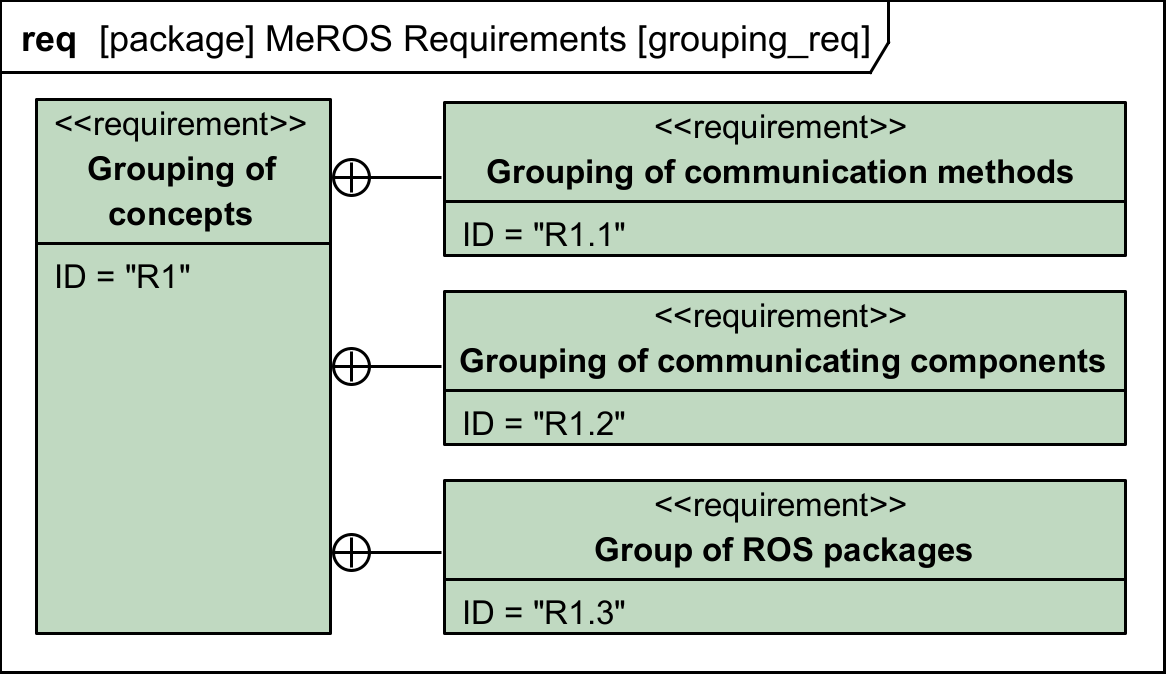 req [package] MeROS Requirements [grouping_req]
<<requirement>>
Grouping of
concepts
ID = "R1"
<<requirement>>
Grouping of communication methods
ID = "R1.1"
<<requirement>>
Grouping of communicating components
ID = "R1.2"
<<requirement>>
Group of ROS packages
ID = "R1.3"